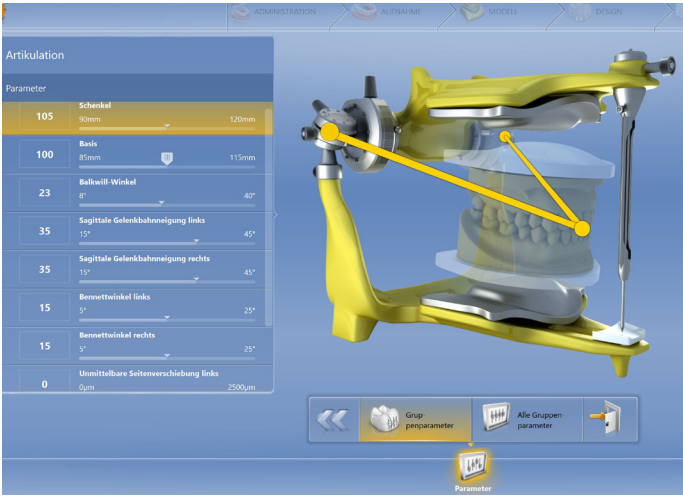 ADMINISTRATION
AUFNAHME
MODELL
DESIGN
Artikulation
Parameter
105
Schenkel
90mm 120mm
100
Basis
85mm 115mm
23
Balkwill-Winkel
8° 40°
35
Sagittale Gelenkbahnneigung links
15° 45°
35
Sagittale Gelenkbahnneigung rechts
15° 45°
15
Bennettwinkel links
5° 25°
15
Bennettwinkel rechts
5° 25°
0
Unmittelbare Seitenverschiebung links
0µm 2500µm
Grup-
penparameter
Alle Gruppen-
parameter
Parameter